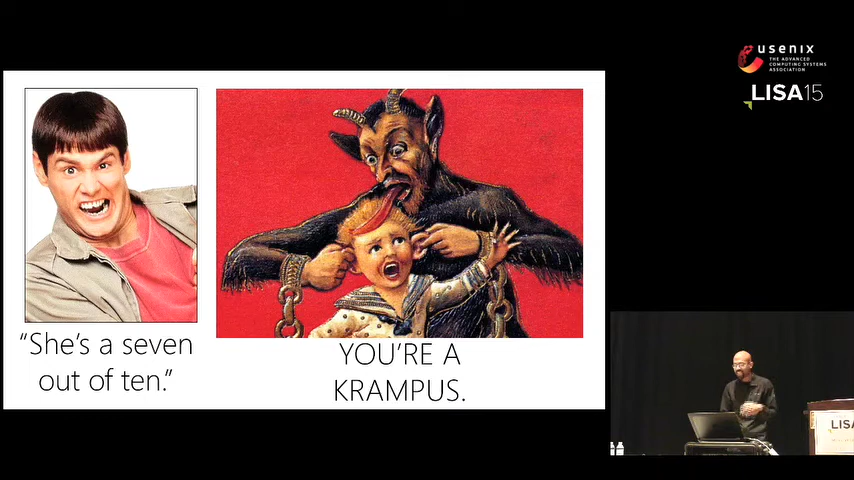 usenix
THE ADVANCED
COMPUTING SYSTEMS
ASSOCIATION
LISA15
"She's a seven
out of ten."
YOU'RE A
KRAMPUS.
LISA